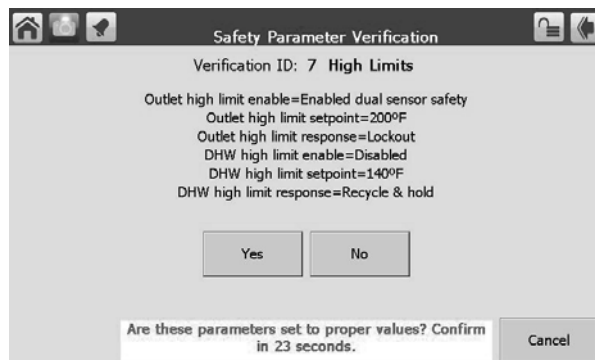 Safety Parameter Verification
Verification ID: 7 High Limits
Outlet high limit enable=Enabled dual sensor safety
Outlet high limit setpoint=200ºF
Outlet high limit response=Lockout
DHW high limit enable=Disabled
DHW high limit setpoint=140ºF
DHW high limit response=Recycle & hold
Yes No
Are these parameters set to proper values? Confirm
in 23 seconds.
Cancel